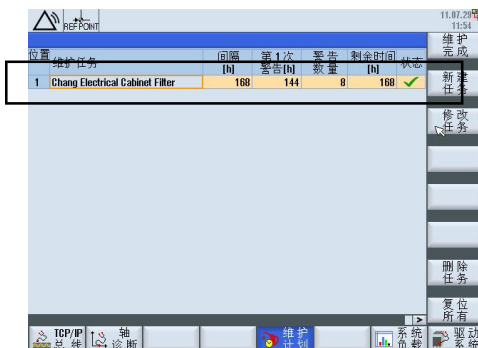 REFPOINT
11.07.29
11:54
位置 维护任务 间隔 [h] 第1次 警告[h] 警告 数量 剩余时间 [h] 状态
1 Chang Electrical Cabinet Filter 168 144 8 168
维护
完成
新建
任务
修改
任务
删除
任务
复位
所有
TCP/IP
总线
轴
诊断
维护
计划
系统
负载
驱动
系统